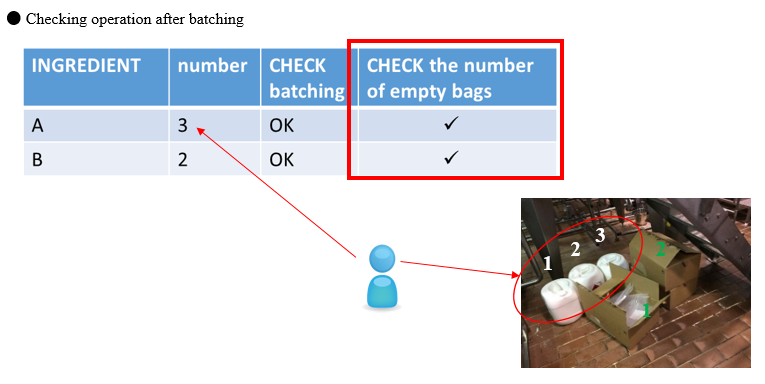 ● Checking operation after batching
INGREDIENT number CHECK batching CHECK the number of empty bags
A 3 OK ✓
B 2 OK ✓
1 2 3 2
1